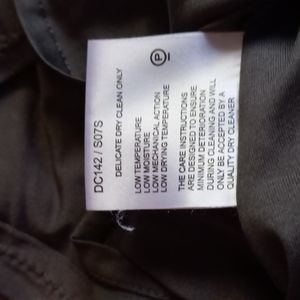 DC142 / S07S
P
DELICATE DRY CLEAN ONLY
LOW TEMPERATURE
LOW MOISTURE
LOW MECHANICAL ACTION
LOW DRYING TEMPERATURE
THE CARE INSTRUCTIONS
ARE DESIGNED TO ENSURE
MINIMUM DETERIORATION
DURING CLEANING AND WILL
ONLY BE ACCEPTED BY A
QUALITY DRY CLEANER